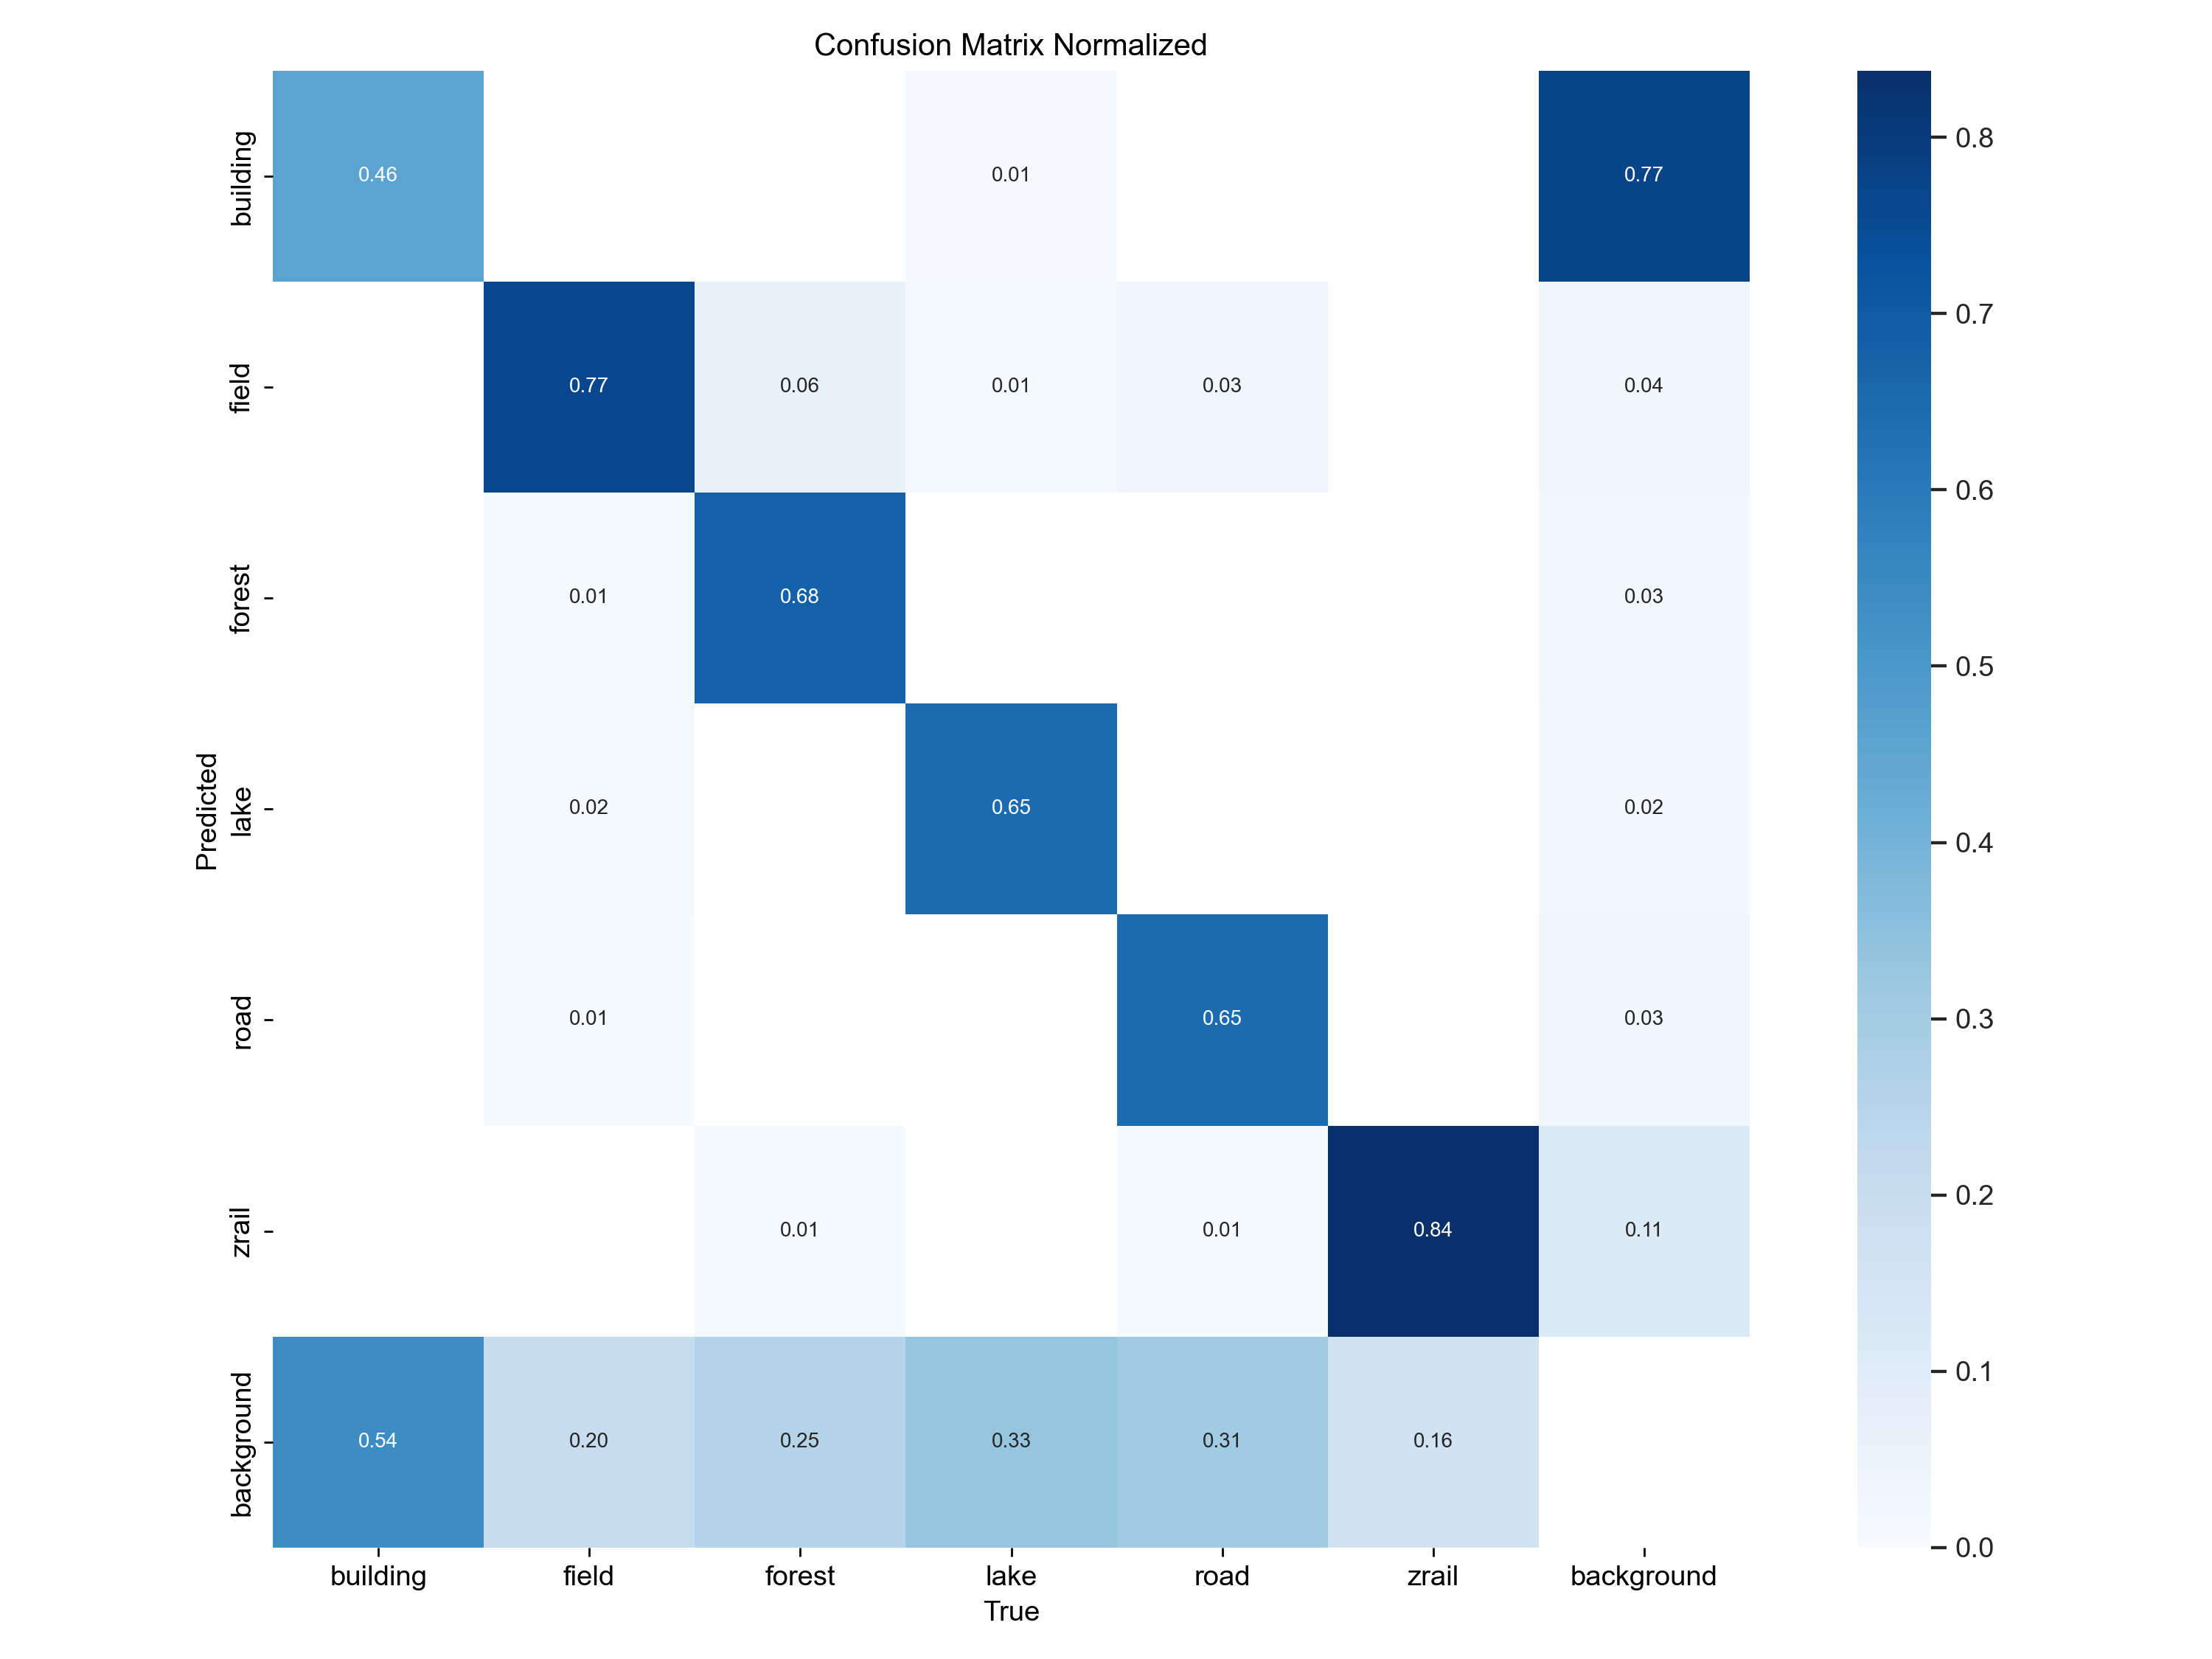 Confusion Matrix Normalized
building
0.46
0.01
0.77
0.8
field
0.77
0.06
0.01
0.03
0.04
0.7
forest
0.01
0.68
0.03
0.6
Predicted
lake
0.02
0.65
0.02
0.5
road
0.01
0.65
0.03
0.4
zrail
0.01
0.01
0.84
0.11
0.3
background
0.54
0.20
0.25
0.33
0.31
0.16
0.2
0.1
0.0
building
field
forest
lake
road
zrail
background
True